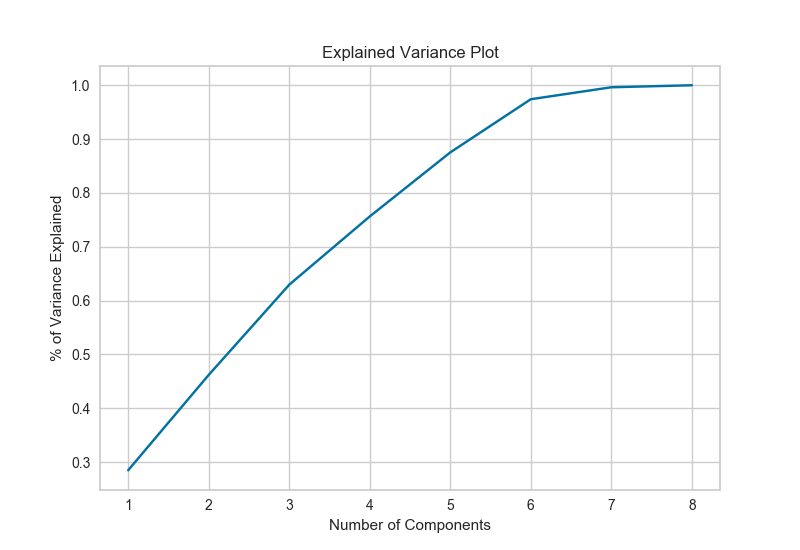 Explained Variance Plot
1.0
0.9
0.8
0.7
0.6
0.5
0.4
0.3
% of Variance Explained
1 2 3 4 5 6 7 8
Number of Components